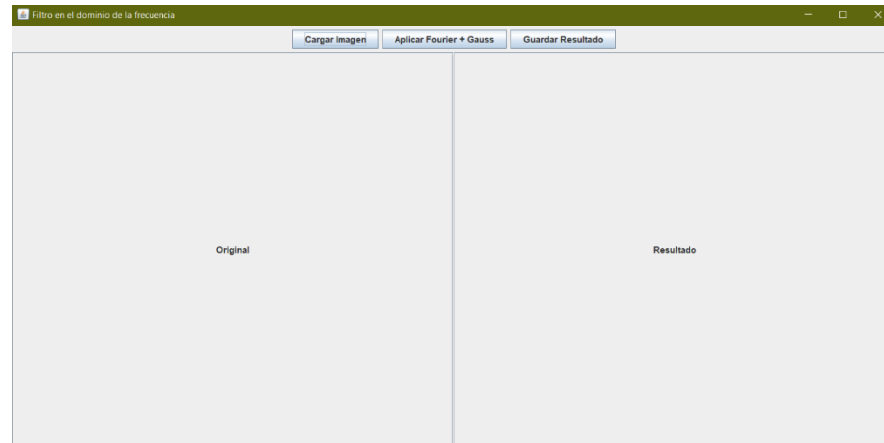 Filtro en el dominio de la frecuencia
Cargar Imagen Aplicar Fourier + Gauss Guardar Resultado
Original Resultado